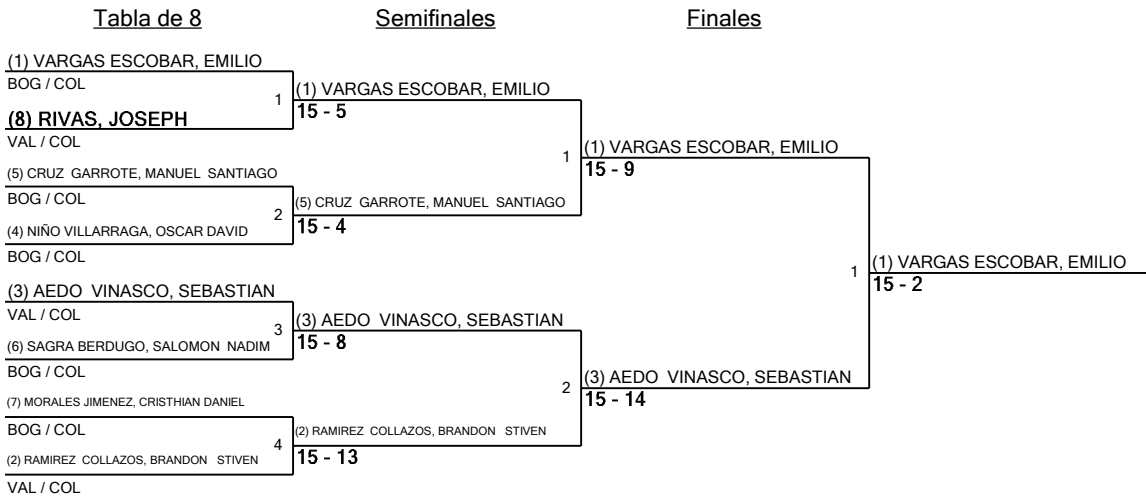 Tabla de 8
Semifinales
Finales
(1) VARGAS ESCOBAR, EMILIO
BOG / COL
1
(8) RIVAS, JOSEPH
VAL / COL
(5) CRUZ GARROTE, MANUEL SANTIAGO
BOG / COL
2
(4) NIÑO VILLARRAGA, OSCAR DAVID
BOG / COL
(3) AEDO VINASCO, SEBASTIAN
VAL / COL
3
(6) SAGRA BERDUGO, SALOMON NADIM
BOG / COL
(7) MORALES JIMENEZ, CRISTHIAN DANIEL
BOG / COL
4
(2) RAMIREZ COLLAZOS, BRANDON STIVEN
VAL / COL
(1) VARGAS ESCOBAR, EMILIO
15 - 5
1
(5) CRUZ GARROTE, MANUEL SANTIAGO
15 - 4
(3) AEDO VINASCO, SEBASTIAN
15 - 8
2
(2) RAMIREZ COLLAZOS, BRANDON STIVEN
15 - 13
(1) VARGAS ESCOBAR, EMILIO
15 - 9
1
(3) AEDO VINASCO, SEBASTIAN
15 - 14
(1) VARGAS ESCOBAR, EMILIO
15 - 2